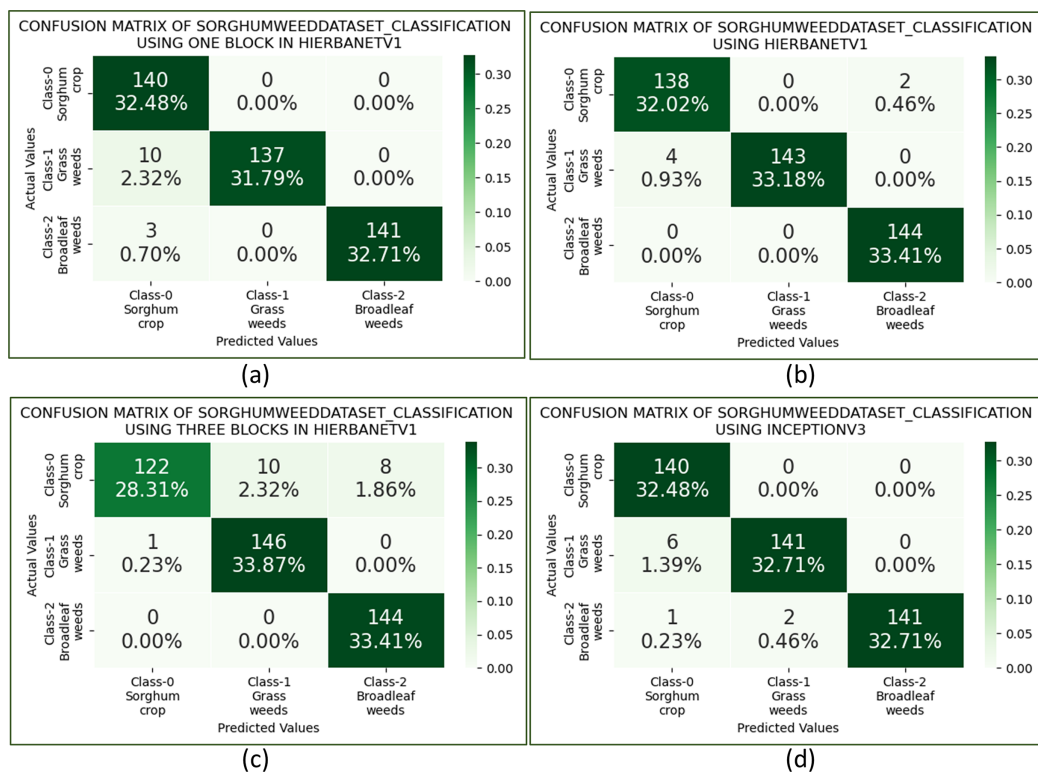 CONFUSION MATRIX OF SORGHUMWEEDDATASET_CLASSIFICATION
USING ONE BLOCK IN HIERBANETV1
Actual Values
Class-0
Sorghum
crop
140
32.48%
0
0.00%
0
0.00%
Class-1
Grass
weeds
10
2.32%
137
31.79%
0
0.00%
Class-2
Broadleaf
weeds
3
0.70%
0
0.00%
141
32.71%
0.30
0.25
0.20
0.15
0.10
0.05
0.00
Class-0
Sorghum
crop
Class-1
Grass
weeds
Class-2
Broadleaf
weeds
Predicted Values
(a)
CONFUSION MATRIX OF SORGHUMWEEDDATASET_CLASSIFICATION
USING HIERBANETV1
Actual Values
Class-0
Sorghum
crop
138
32.02%
0
0.00%
2
0.46%
Class-1
Grass
weeds
4
0.93%
143
33.18%
0
0.00%
Class-2
Broadleaf
weeds
0
0.00%
0
0.00%
144
33.41%
0.30
0.25
0.20
0.15
0.10
0.05
0.00
Class-0
Sorghum
crop
Class-1
Grass
weeds
Class-2
Broadleaf
weeds
Predicted Values
(b)
CONFUSION MATRIX OF SORGHUMWEEDDATASET_CLASSIFICATION
USING THREE BLOCKS IN HIERBANETV1
Actual Values
Class-0
Sorghum
crop
122
28.31%
10
2.32%
8
1.86%
Class-1
Grass
weeds
1
0.23%
146
33.87%
0
0.00%
Class-2
Broadleaf
weeds
0
0.00%
0
0.00%
144
33.41%
0.30
0.25
0.20
0.15
0.10
0.05
0.00
Class-0
Sorghum
crop
Class-1
Grass
weeds
Class-2
Broadleaf
weeds
Predicted Values
(c)
CONFUSION MATRIX OF SORGHUMWEEDDATASET_CLASSIFICATION
USING INCEPTIONV3
Actual Values
Class-0
Sorghum
crop
140
32.48%
0
0.00%
0
0.00%
Class-1
Grass
weeds
6
1.39%
141
32.71%
0
0.00%
Class-2
Broadleaf
weeds
1
0.23%
2
0.46%
141
32.71%
0.30
0.25
0.20
0.15
0.10
0.05
0.00
Class-0
Sorghum
crop
Class-1
Grass
weeds
Class-2
Broadleaf
weeds
Predicted Values
(d)